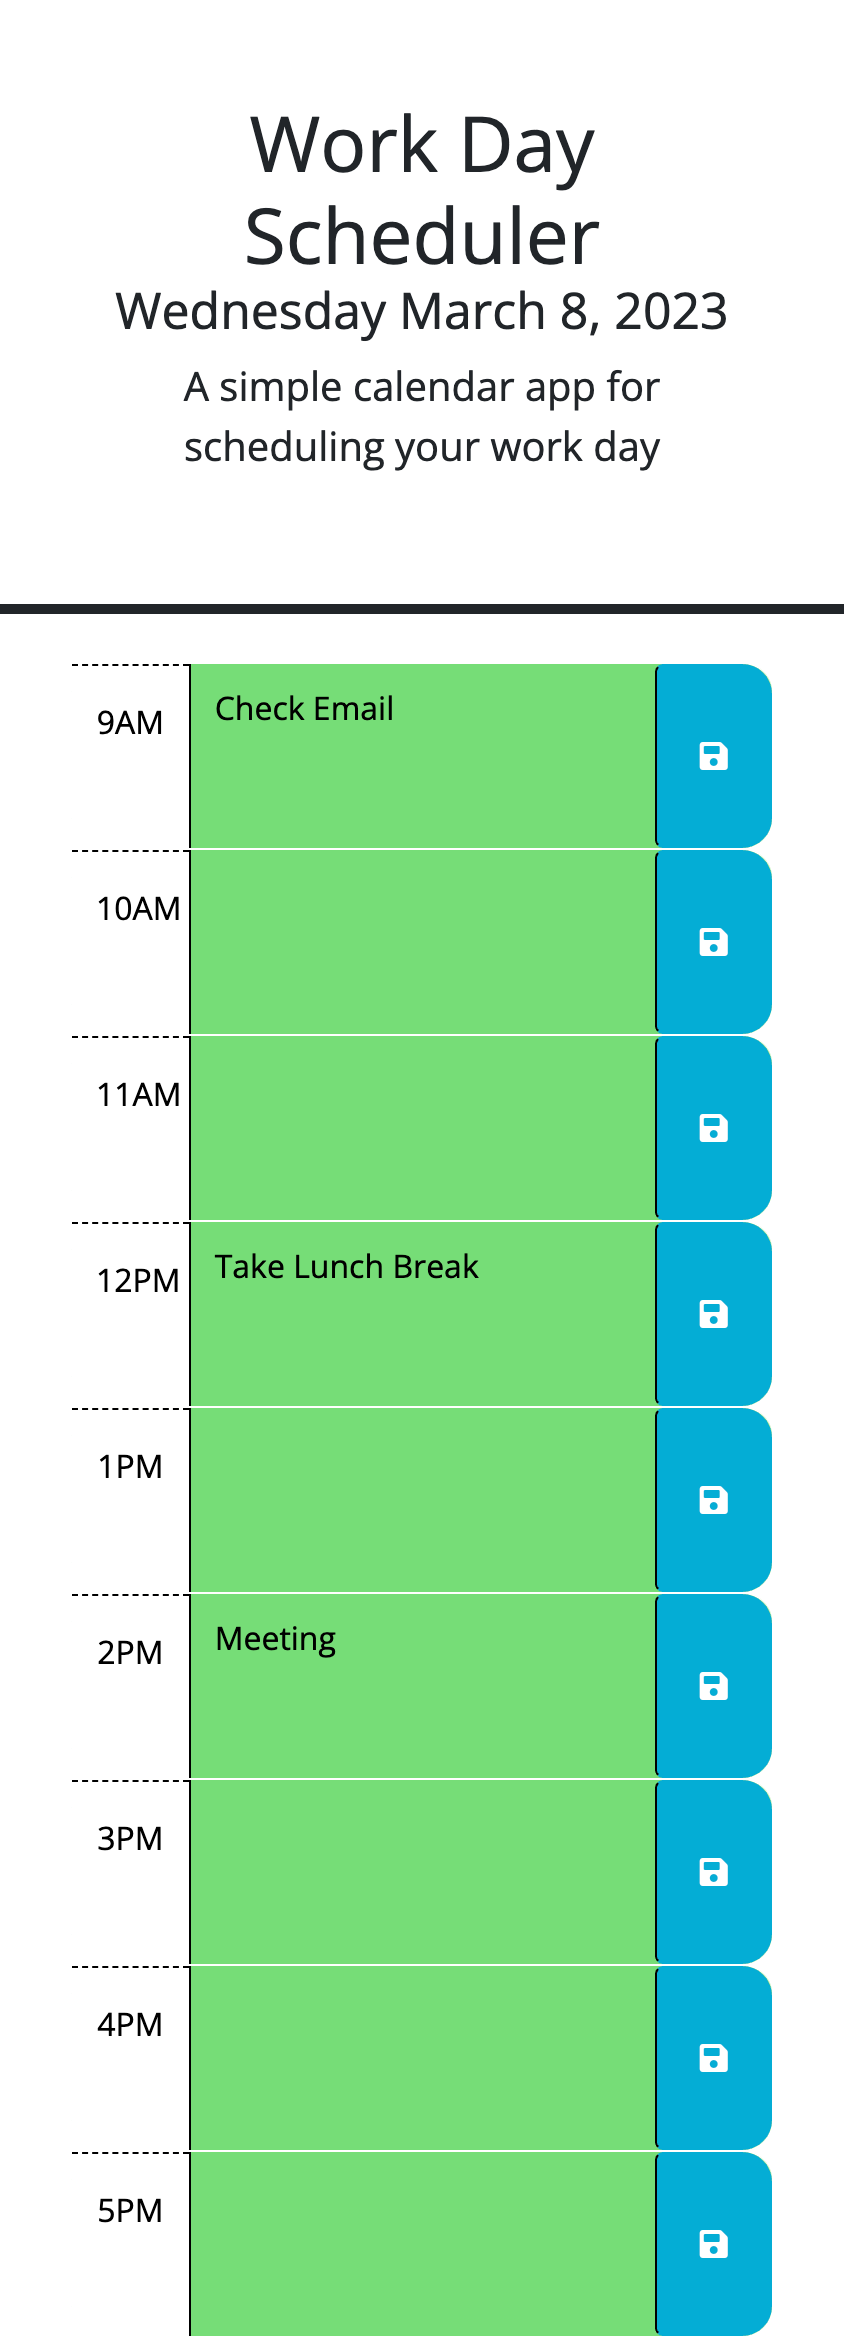 Work Day
Scheduler
Wednesday March 8, 2023
A simple calendar app for
scheduling your work day
9AM
Check Email
10AM
11AM
12PM
Take Lunch Break
1PM
2PM
Meeting
3PM
4PM
5PM